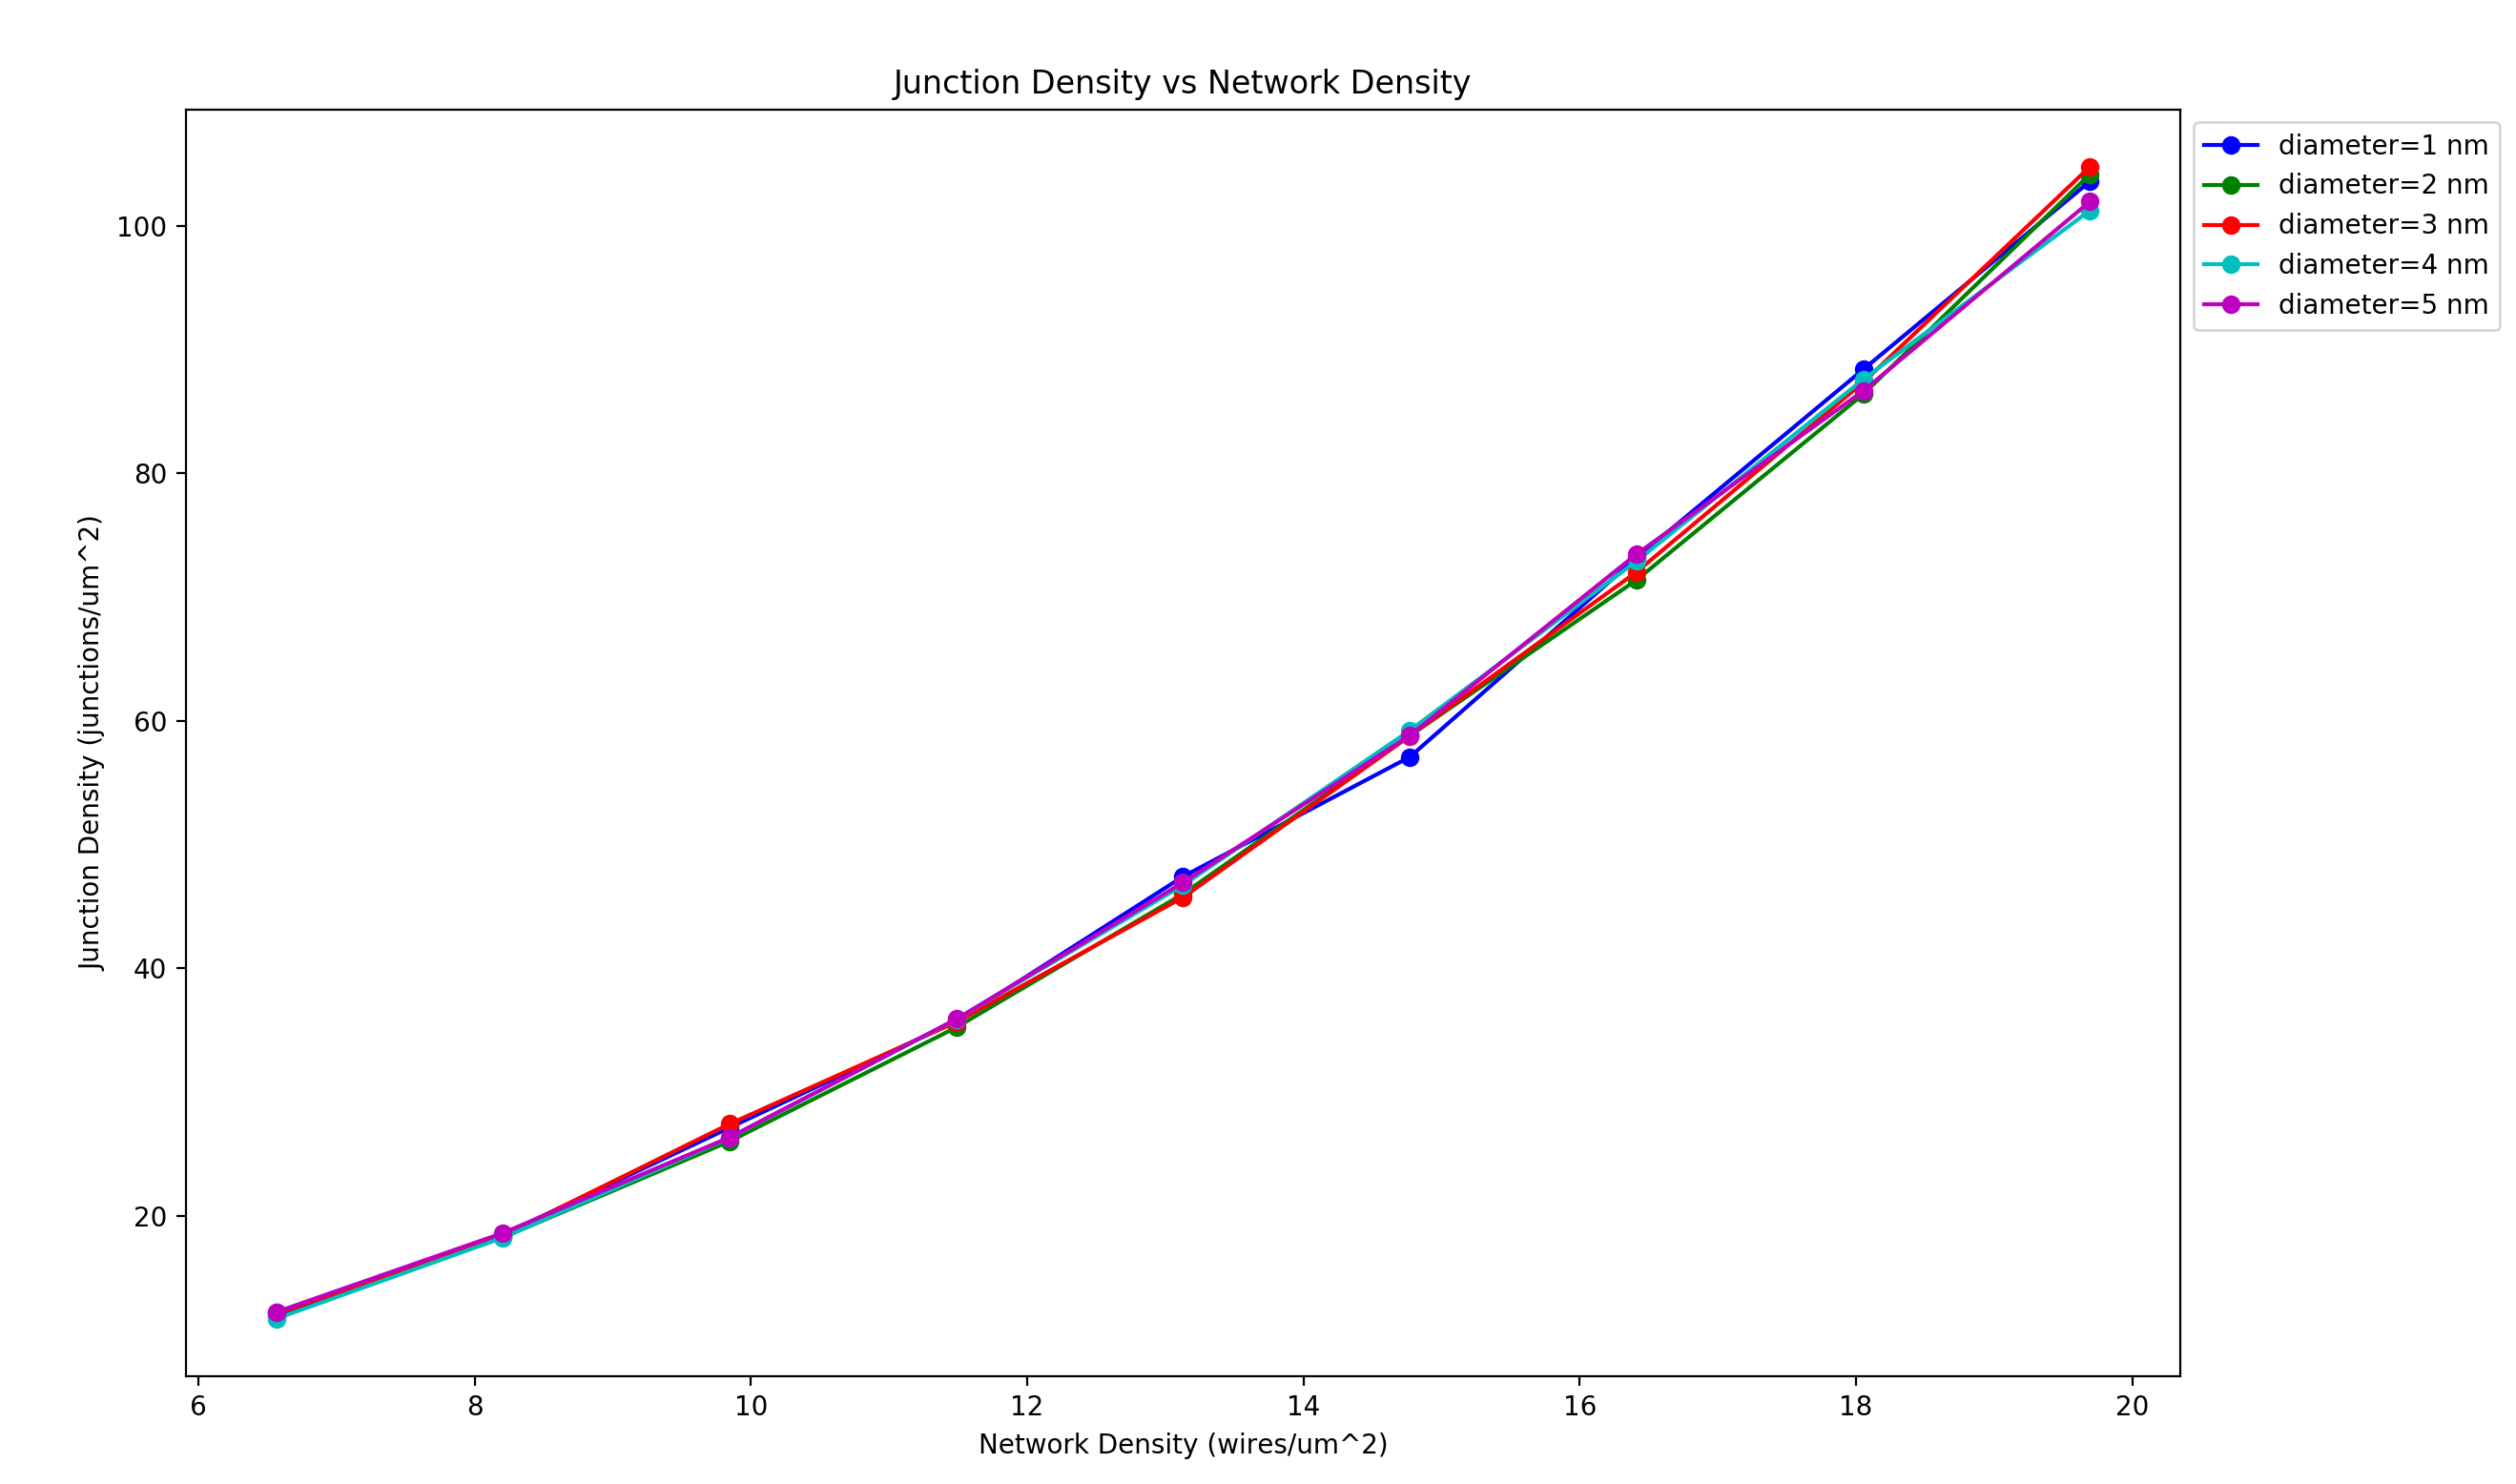 Junction Density vs Network Density
diameter=1 nm
diameter=2 nm
diameter=3 nm
diameter=4 nm
diameter=5 nm
Junction Density (junctions/um^2)
100
80
60
40
20
6 8 10 12 14 16 18 20
Network Density (wires/um^2)